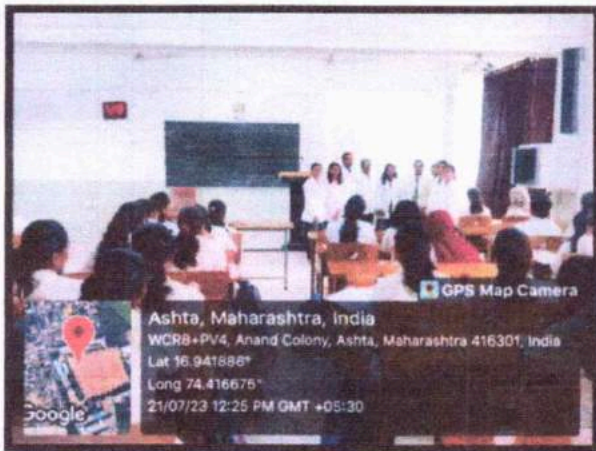 GPS Map Camera
Ashta, Maharashtra, India
WCR8+PV4, Anand Colony, Ashta, Maharashtra 416301, India
Lat 16.941886°
Long 74.416676°
21/07/23 12:25 PM GMT +05:30
Google